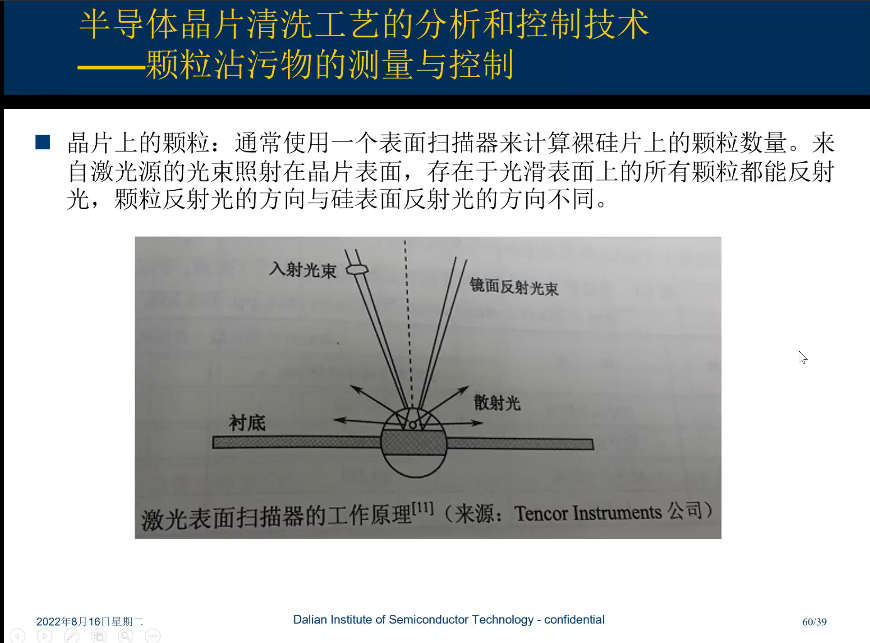 半导体晶片清洗工艺的分析和控制技术
——颗粒沾污物的测量与控制
晶片上的颗粒：通常使用一个表面扫描器来计算裸硅片上的颗粒数量。来
自激光源的光束照射在晶片表面，存在于光滑表面上的所有颗粒都能反射
光，颗粒反射光的方向与硅表面反射光的方向不同。
入射光束
镜面反射光束
散射光
衬底
激光表面扫描器的工作原理[11]（来源：Tencor Instruments 公司）
2022年8月16日星期二
Dalian Institute of Semiconductor Technology - confidential
60/39